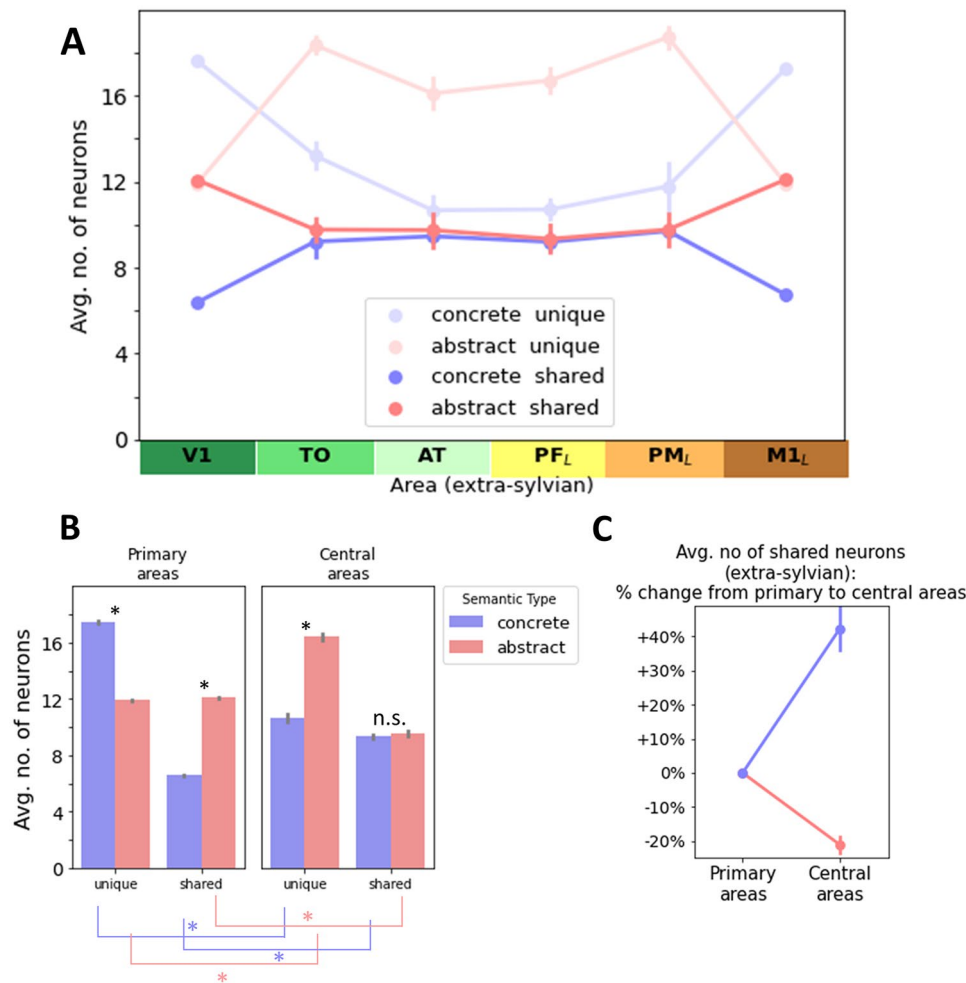 A
Avg. no. of neurons
16
12
8
4
0
concrete unique
abstract unique
concrete shared
abstract shared
V1 TO AT PF_L PM_L M1_L
Area (extra-sylvian)
B
Primary areas
Central areas
Avg. no. of neurons
16
12
8
4
0
*
*
*
n.s.
unique shared unique shared
*
*
*
*
Semantic Type
concrete
abstract
C
Avg. no of shared neurons
(extra-sylvian):
% change from primary to central areas
+40%
+30%
+20%
+10%
0%
-10%
-20%
Primary areas
Central areas